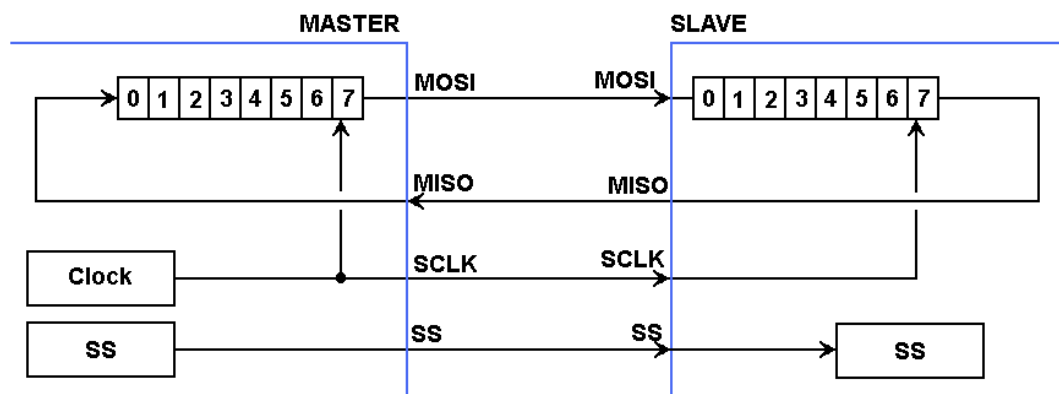 MASTER SLAVE
0 1 2 3 4 5 6 7 MOSI MOSI 0 1 2 3 4 5 6 7
MISO MISO
Clock SCLK SCLK
SS SS SS SS